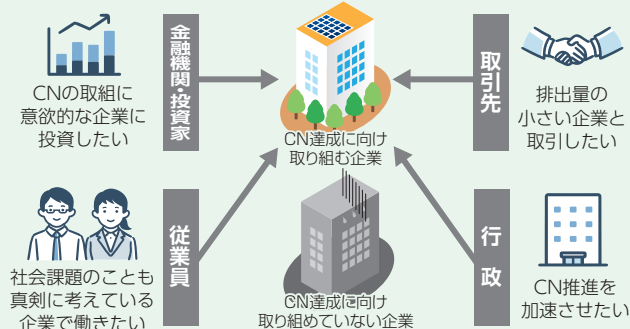 CNの取組に
意欲的な企業に
投資したい
金融機関・投資家
CN達成に向け
取り組む企業
取引先
排出量の
小さい企業と
取引したい
社会課題のことも
真剣に考えている
企業で働きたい
従業員
CN達成に向け
取り組めていない企業
行政
CN推進を
加速させたい